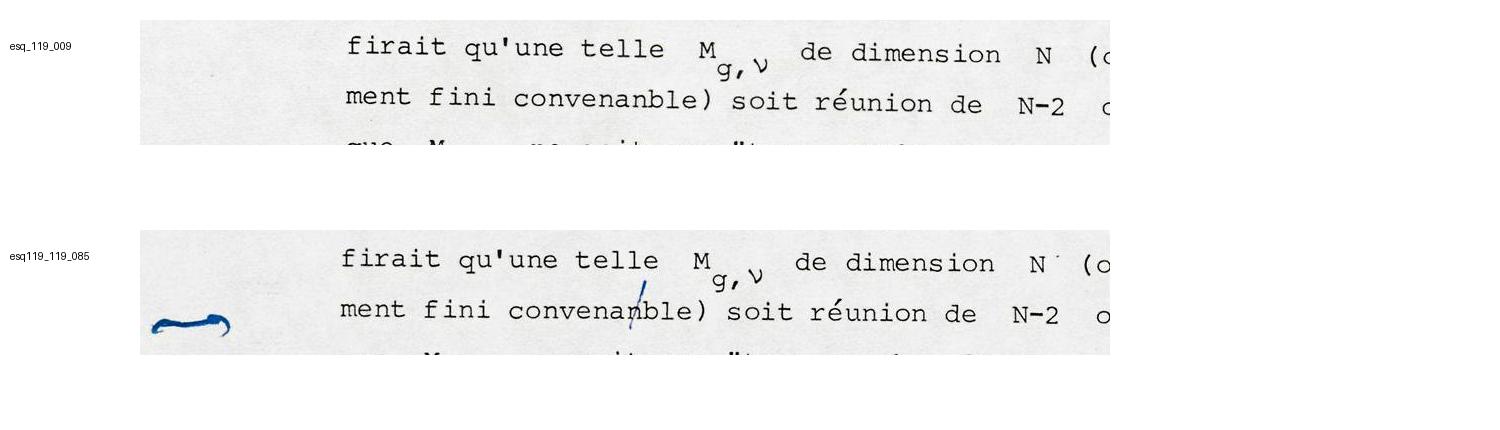 esq_119_009
firait qu'une telle M g,ν de dimension N (
ment fini convenanble) soit réunion de N-2
esq119_119_085
firait qu'une telle M g,ν de dimension N (o
ment fini convenanble) soit réunion de N-2 o